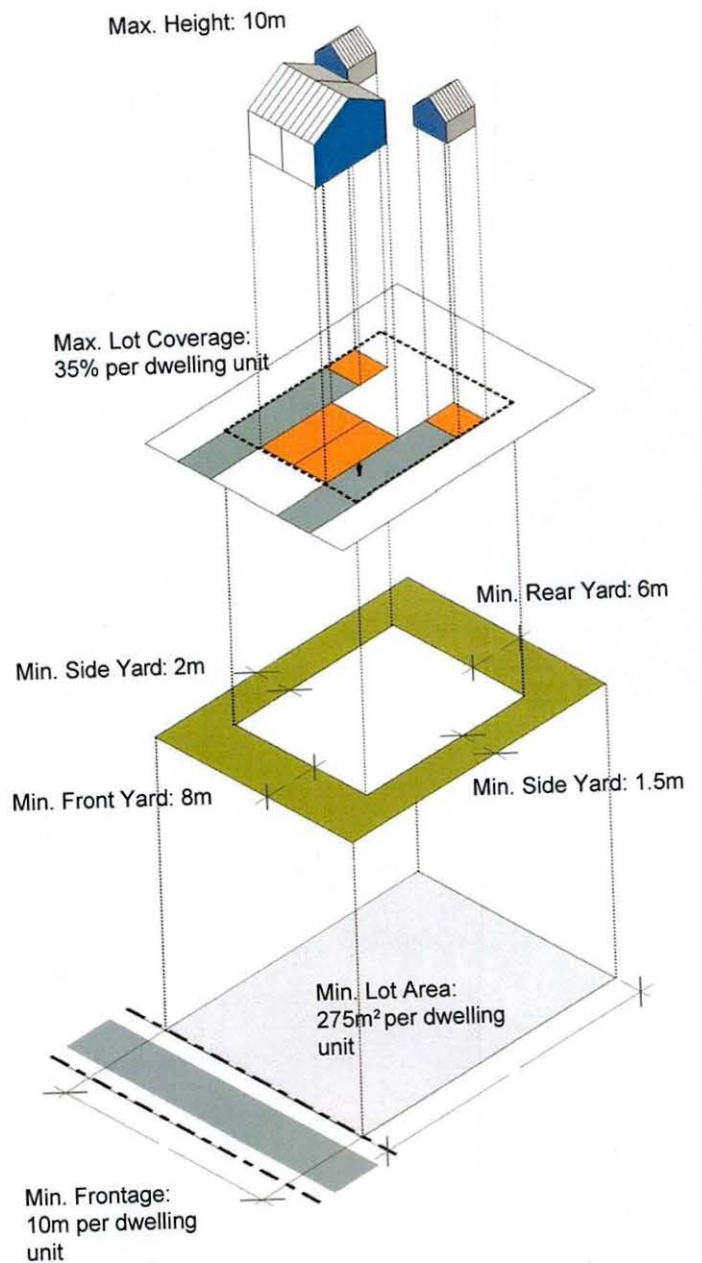 Max. Height: 10m
Max. Lot Coverage:
35% per dwelling unit
Min. Rear Yard: 6m
Min. Side Yard: 2m
Min. Front Yard: 8m
Min. Side Yard: 1.5m
Min. Lot Area:
275m² per dwelling
unit
Min. Frontage:
10m per dwelling
unit